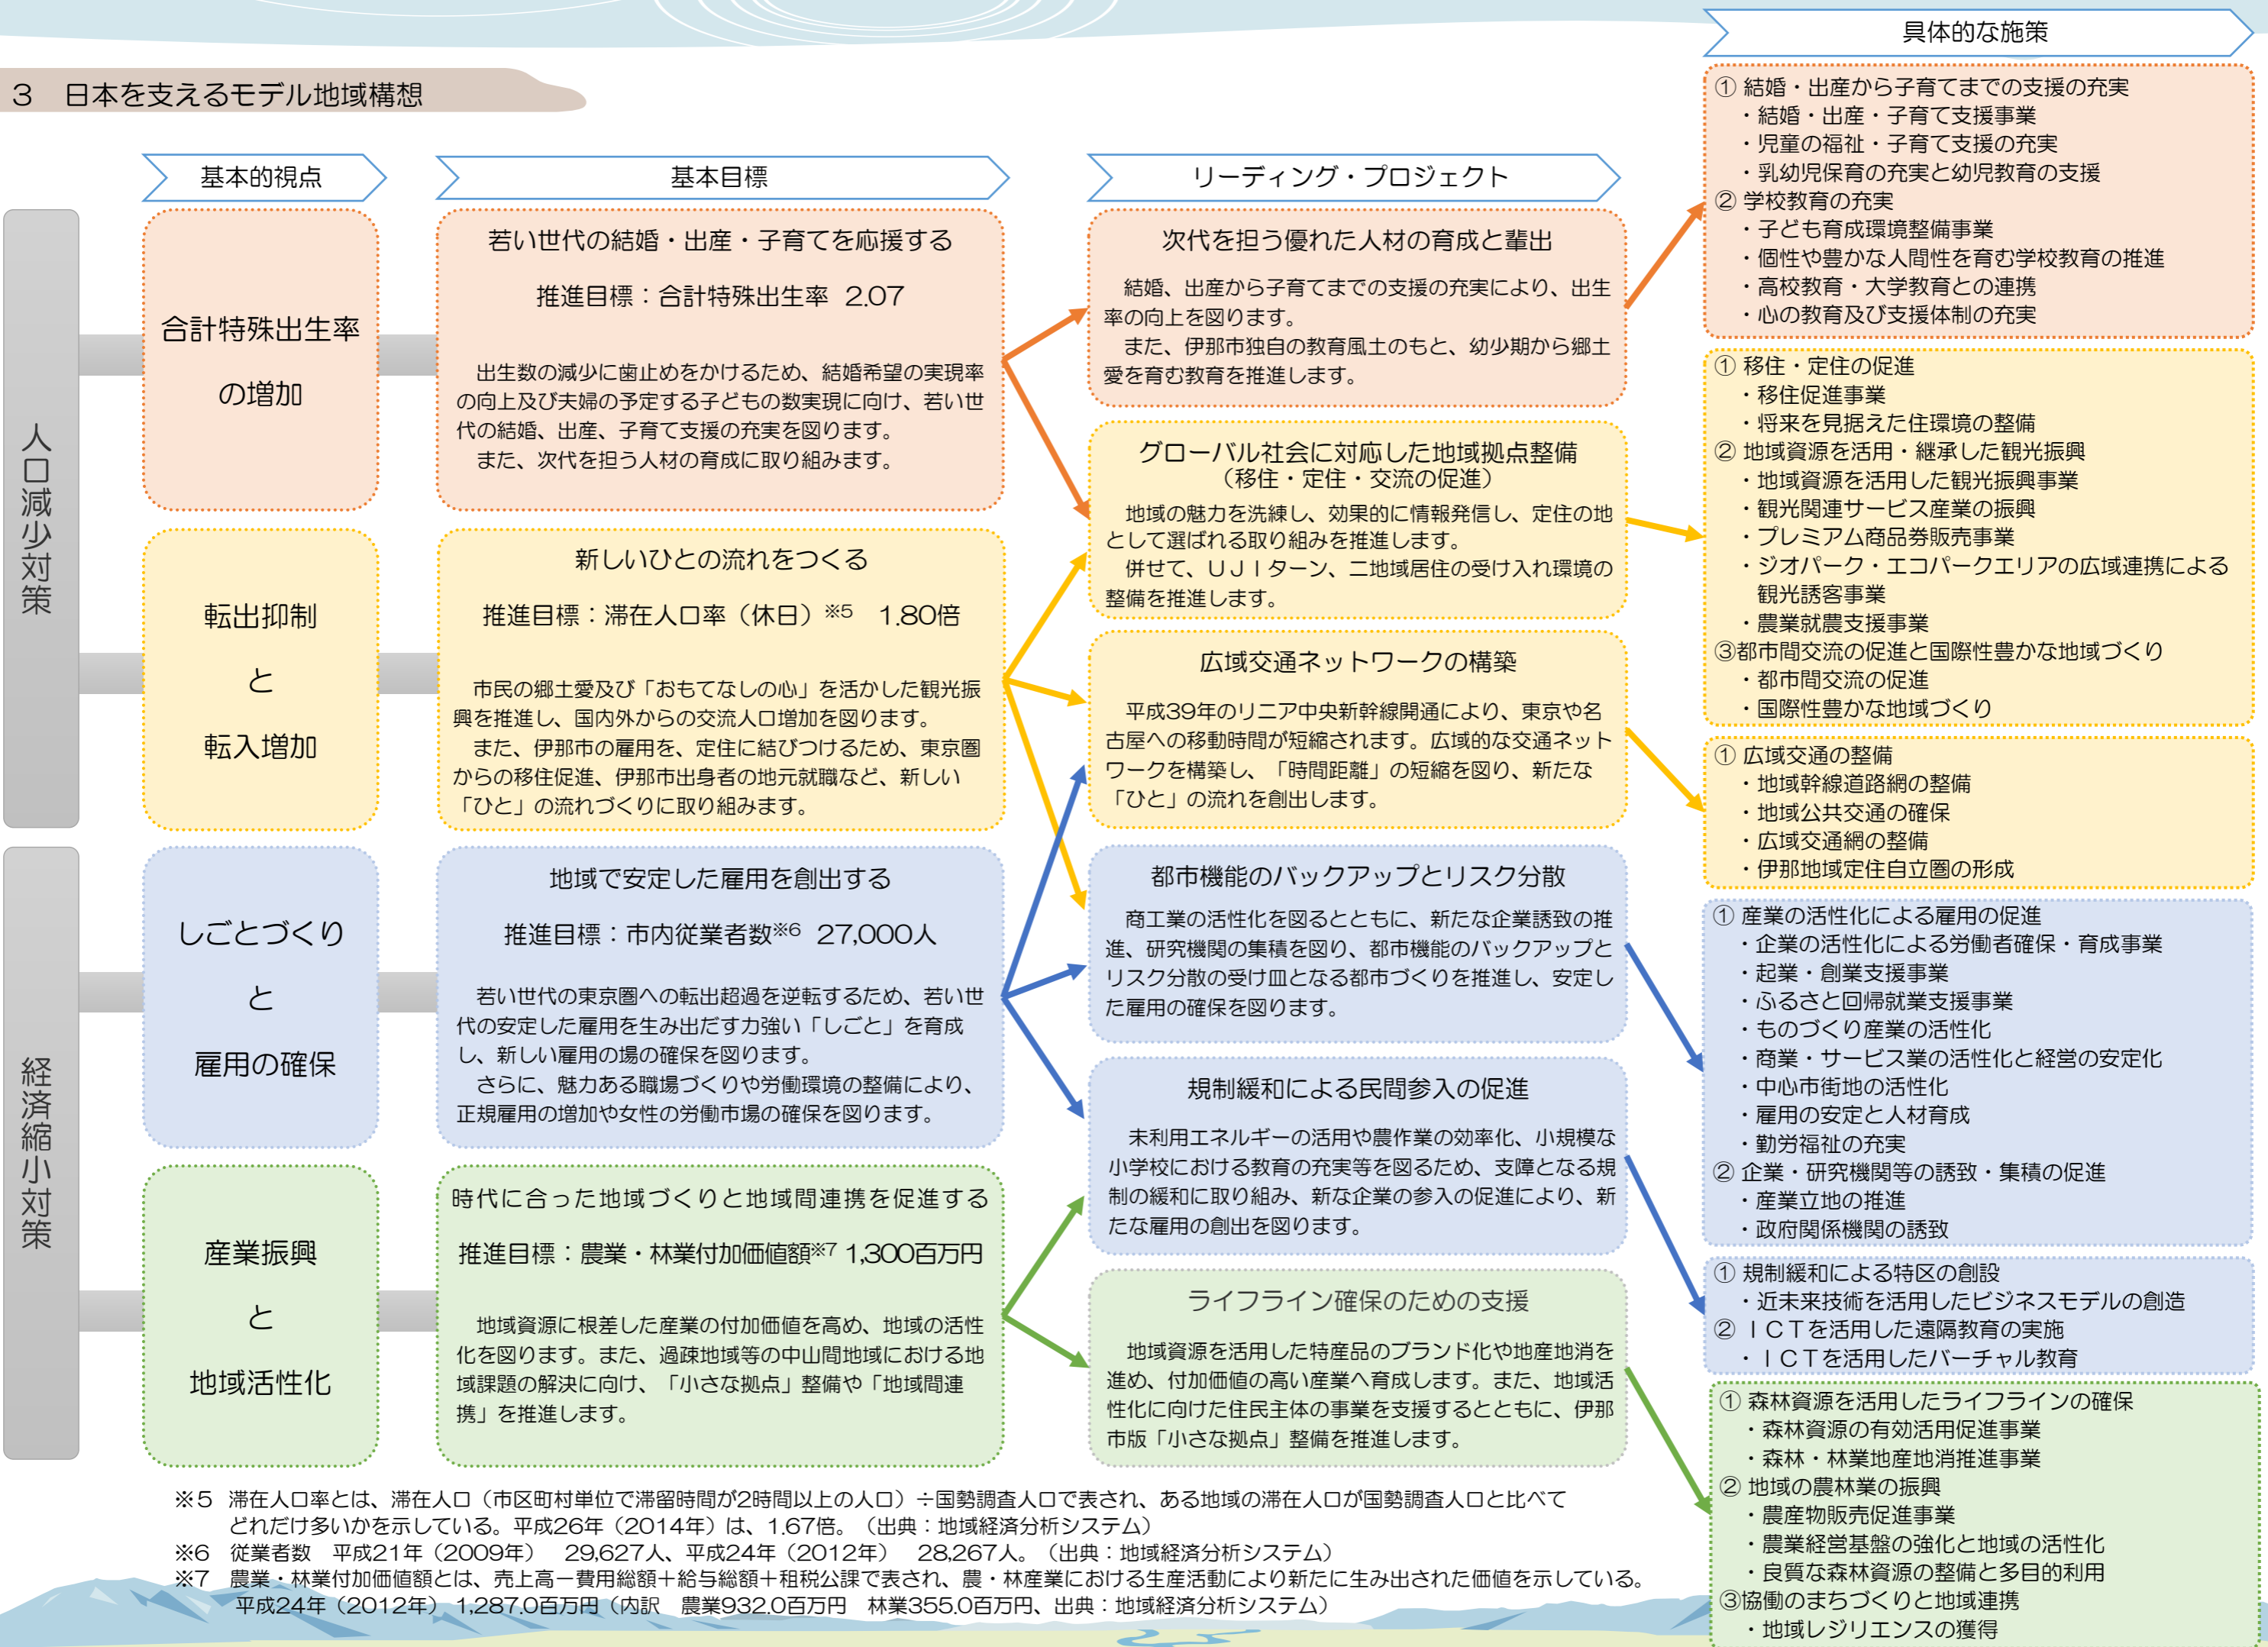 3 日本を支えるモデル地域構想
基本的視点
基本目標
リーディング・プロジェクト
具体的な施策
人口減少対策
経済縮小対策
合計特殊出生率
の増加
転出抑制
と
転入増加
しごとづくり
と
雇用の確保
産業振興
と
地域活性化
若い世代の結婚・出産・子育てを応援する
推進目標：合計特殊出生率 2.07
出生数の減少に歯止めをかけるため、結婚希望の実現率
の向上及び夫婦の予定する子どもの数実現に向け、若い世
代の結婚、出産、子育て支援の充実を図ります。
また、次代を担う人材の育成に取り組みます。
新しいひとの流れをつくる
推進目標：滞在人口率（休日）※5 1.80倍
市民の郷土愛及び「おもてなしの心」を活かした観光振
興を推進し、国内外からの交流人口増加を図ります。
また、伊那市の雇用を、定住に結びつけるため、東京圏
からの移住促進、伊那市出身者の地元就職など、新しい
「ひと」の流れづくりに取り組みます。
地域で安定した雇用を創出する
推進目標：市内従業者数※6 27,000人
若い世代の東京圏への転出超過を逆転するため、若い世
代の安定した雇用を生み出だす力強い「しごと」を育成
し、新しい雇用の場の確保を図ります。
さらに、魅力ある職場づくりや労働環境の整備により、
正規雇用の増加や女性の労働市場の確保を図ります。
時代に合った地域づくりと地域間連携を促進する
推進目標：農業・林業付加価値額※7 1,300百万円
地域資源に根差した産業の付加価値を高め、地域の活性
化を図ります。また、過疎地域等の中山間地域における地
域課題の解決に向け、「小さな拠点」整備や「地域間連
携」を推進します。
次代を担う優れた人材の育成と輩出
結婚、出産から子育てまでの支援の充実により、出生
率の向上を図ります。
また、伊那市独自の教育風土のもと、幼少期から郷土
愛を育む教育を推進します。
グローバル社会に対応した地域拠点整備
（移住・定住・交流の促進）
地域の魅力を洗練し、効果的に情報発信し、定住の地
として選ばれる取り組みを推進します。
併せて、ＵＪＩターン、二地域居住の受け入れ環境の
整備を推進します。
広域交通ネットワークの構築
平成39年のリニア中央新幹線開通により、東京や名
古屋への移動時間が短縮されます。広域的な交通ネット
ワークを構築し、「時間距離」の短縮を図り、新たな
「ひと」の流れを創出します。
都市機能のバックアップとリスク分散
商工業の活性化を図るとともに、新たな企業誘致の推
進、研究機関の集積を図り、都市機能のバックアップと
リスク分散の受け皿となる都市づくりを推進し、安定し
た雇用の確保を図ります。
規制緩和による民間参入の促進
未利用エネルギーの活用や農作業の効率化、小規模な
小学校における教育の充実等を図るため、支障となる規
制の緩和に取り組み、新な企業の参入の促進により、新
たな雇用の創出を図ります。
ライフライン確保のための支援
地域資源を活用した特産品のブランド化や地産地消を
進め、付加価値の高い産業へ育成します。また、地域活
性化に向けた住民主体の事業を支援するとともに、伊那
市版「小さな拠点」整備を推進します。
① 結婚・出産から子育てまでの支援の充実
・結婚・出産・子育て支援事業
・児童の福祉・子育て支援の充実
・乳幼児保育の充実と幼児教育の支援
② 学校教育の充実
・子ども育成環境整備事業
・個性や豊かな人間性を育む学校教育の推進
・高校教育・大学教育との連携
・心の教育及び支援体制の充実
① 移住・定住の促進
・移住促進事業
・将来を見据えた住環境の整備
② 地域資源を活用・継承した観光振興
・地域資源を活用した観光振興事業
・観光関連サービス産業の振興
・プレミアム商品券販売事業
・ジオパーク・エコパークエリアの広域連携による
観光誘客事業
・農業就農支援事業
③都市間交流の促進と国際性豊かな地域づくり
・都市間交流の促進
・国際性豊かな地域づくり
① 広域交通の整備
・地域幹線道路網の整備
・地域公共交通の確保
・広域交通網の整備
・伊那地域定住自立圏の形成
① 産業の活性化による雇用の促進
・企業の活性化による労働者確保・育成事業
・起業・創業支援事業
・ふるさと回帰就業支援事業
・ものづくり産業の活性化
・商業・サービス業の活性化と経営の安定化
・中心市街地の活性化
・雇用の安定と人材育成
・勤労福祉の充実
② 企業・研究機関等の誘致・集積の促進
・産業立地の推進
・政府関係機関の誘致
① 規制緩和による特区の創設
・近未来技術を活用したビジネスモデルの創造
② ＩＣＴを活用した遠隔教育の実施
・ＩＣＴを活用したバーチャル教育
① 森林資源を活用したライフラインの確保
・森林資源の有効活用促進事業
・森林・林業地産地消推進事業
② 地域の農林業の振興
・農産物販売促進事業
・農業経営基盤の強化と地域の活性化
・良質な森林資源の整備と多目的利用
③協働のまちづくりと地域連携
・地域レジリエンスの獲得
※5 滞在人口率とは、滞在人口（市区町村単位で滞留時間が2時間以上の人口）÷国勢調査人口で表され、ある地域の滞在人口が国勢調査人口と比べて
どれだけ多いかを示している。平成26年（2014年）は、1.67倍。（出典：地域経済分析システム）
※6 従業者数 平成21年（2009年） 29,627人、平成24年（2012年） 28,267人。（出典：地域経済分析システム）
※7 農業・林業付加価値額とは、売上高－費用総額＋給与総額＋租税公課で表され、農・林産業における生産活動により新たに生み出された価値を示している。
平成24年（2012年） 1,287.0百万円（内訳 農業932.0百万円 林業355.0百万円、出典：地域経済分析システム）